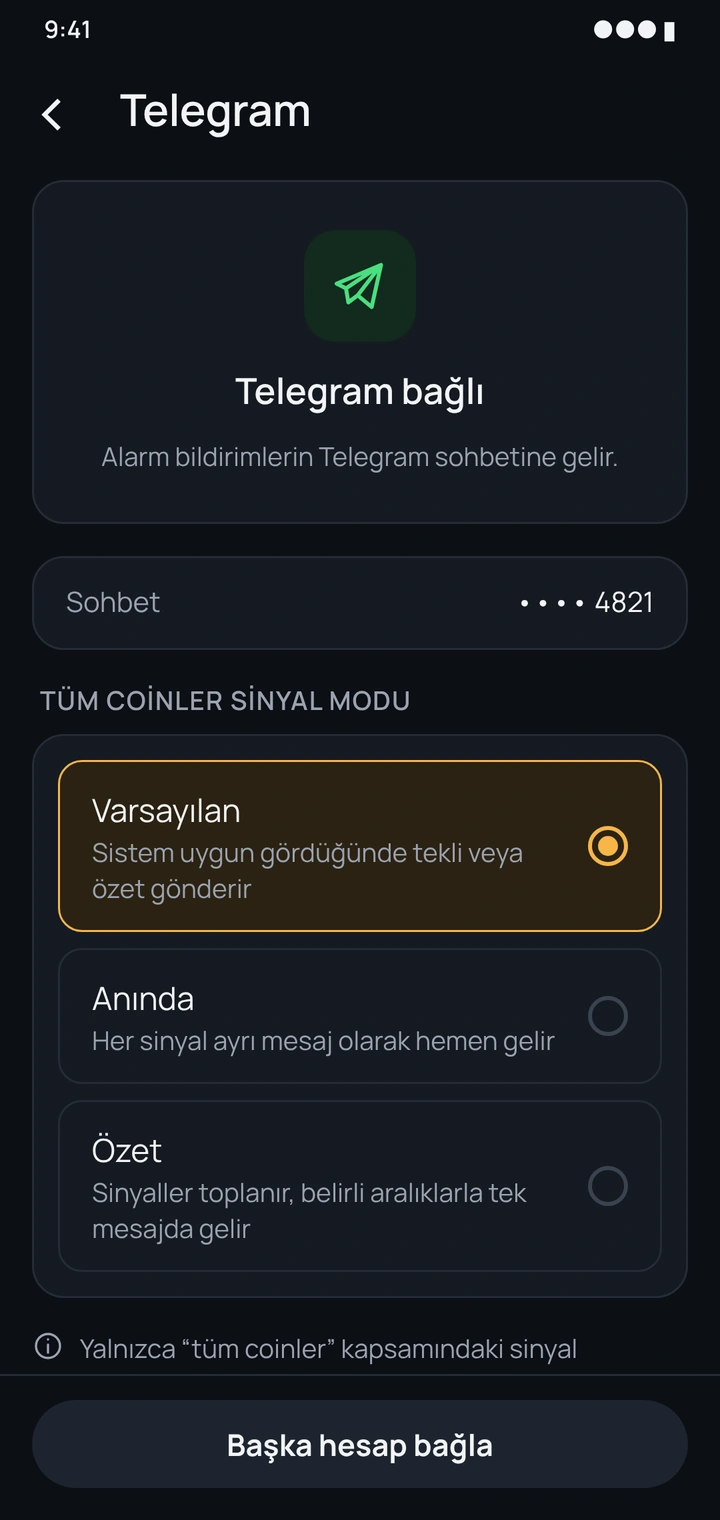 9:41
Telegram
Telegram bağlı
Alarm bildirimlerin Telegram sohbetine gelir.
Sohbet
•••• 4821
TÜM COİNLER SİNYAL MODU
Varsayılan
Sistem uygun gördüğünde tekli veya
özet gönderir
Anında
Her sinyal ayrı mesaj olarak hemen gelir
Özet
Sinyaller toplanır, belirli aralıklarla tek
mesajda gelir
Yalnızca “tüm coinler” kapsamındaki sinyal
Başka hesap bağla